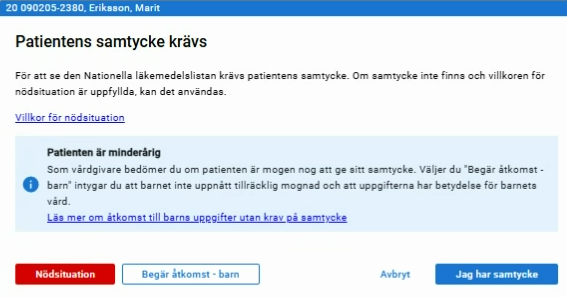 20 090205-2380, Eriksson, Marit
Patientens samtycke krävs
För att se den Nationella läkemedelslistan krävs patientens samtycke. Om samtycke inte finns och villkoren för
nödsituation är uppfyllda, kan det användas.
Villkor för nödsituation
Patienten är minderårig
Som vårdgivare bedömer du om patienten är mogen nog att ge sitt samtycke. Väljer du "Begär åtkomst -
barn" intygar du att barnet inte uppnått tillräcklig mognad och att uppgifterna har betydelse för barnets
vård.
Läs mer om åtkomst till barns uppgifter utan krav på samtycke
Nödsituation Begär åtkomst - barn Avbryt Jag har samtycke